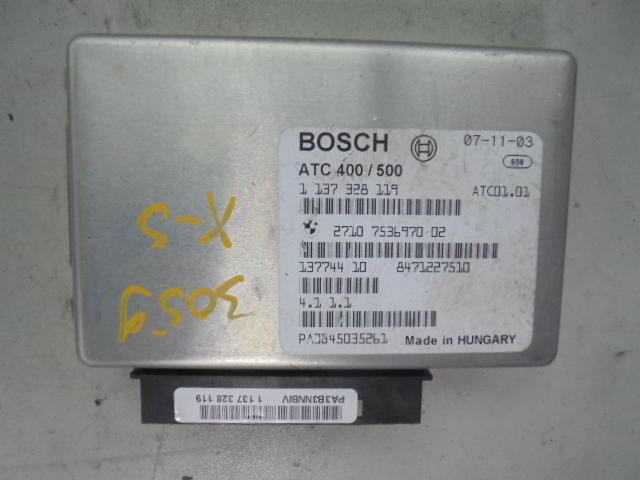 BOSCH 07-11-03
658
ATC 400 / 500
1 137 328 119 ATC01.01
2710 7536970-02
137744 10 8471227510
4.1 1.1
Made in HUNGARY
X-5
3059
PA3B3NNBIV
1 137 328 119